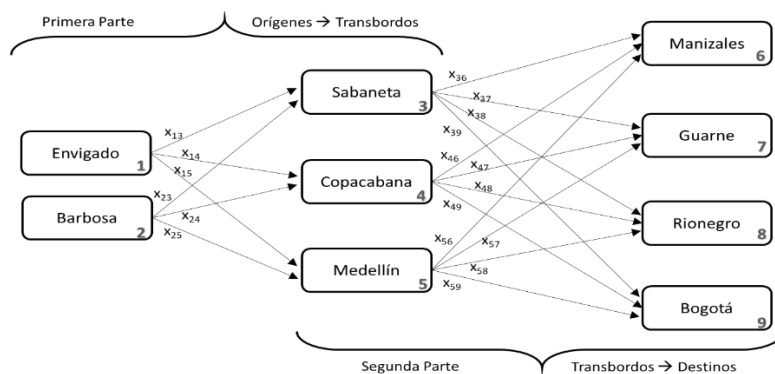 Primera Parte
Orígenes → Transbordos
Manizales
6
x36
Sabaneta
3
x37
x38
x13
x39
Guarne
7
Envigado
1
x14
x15
x46
x47
Copacabana
4
x48
x23
Barbosa
2
x24
x49
Rionegro
8
x25
x56
x57
Medellín
5
x58
x59
Bogotá
9
Segunda Parte
Transbordos → Destinos